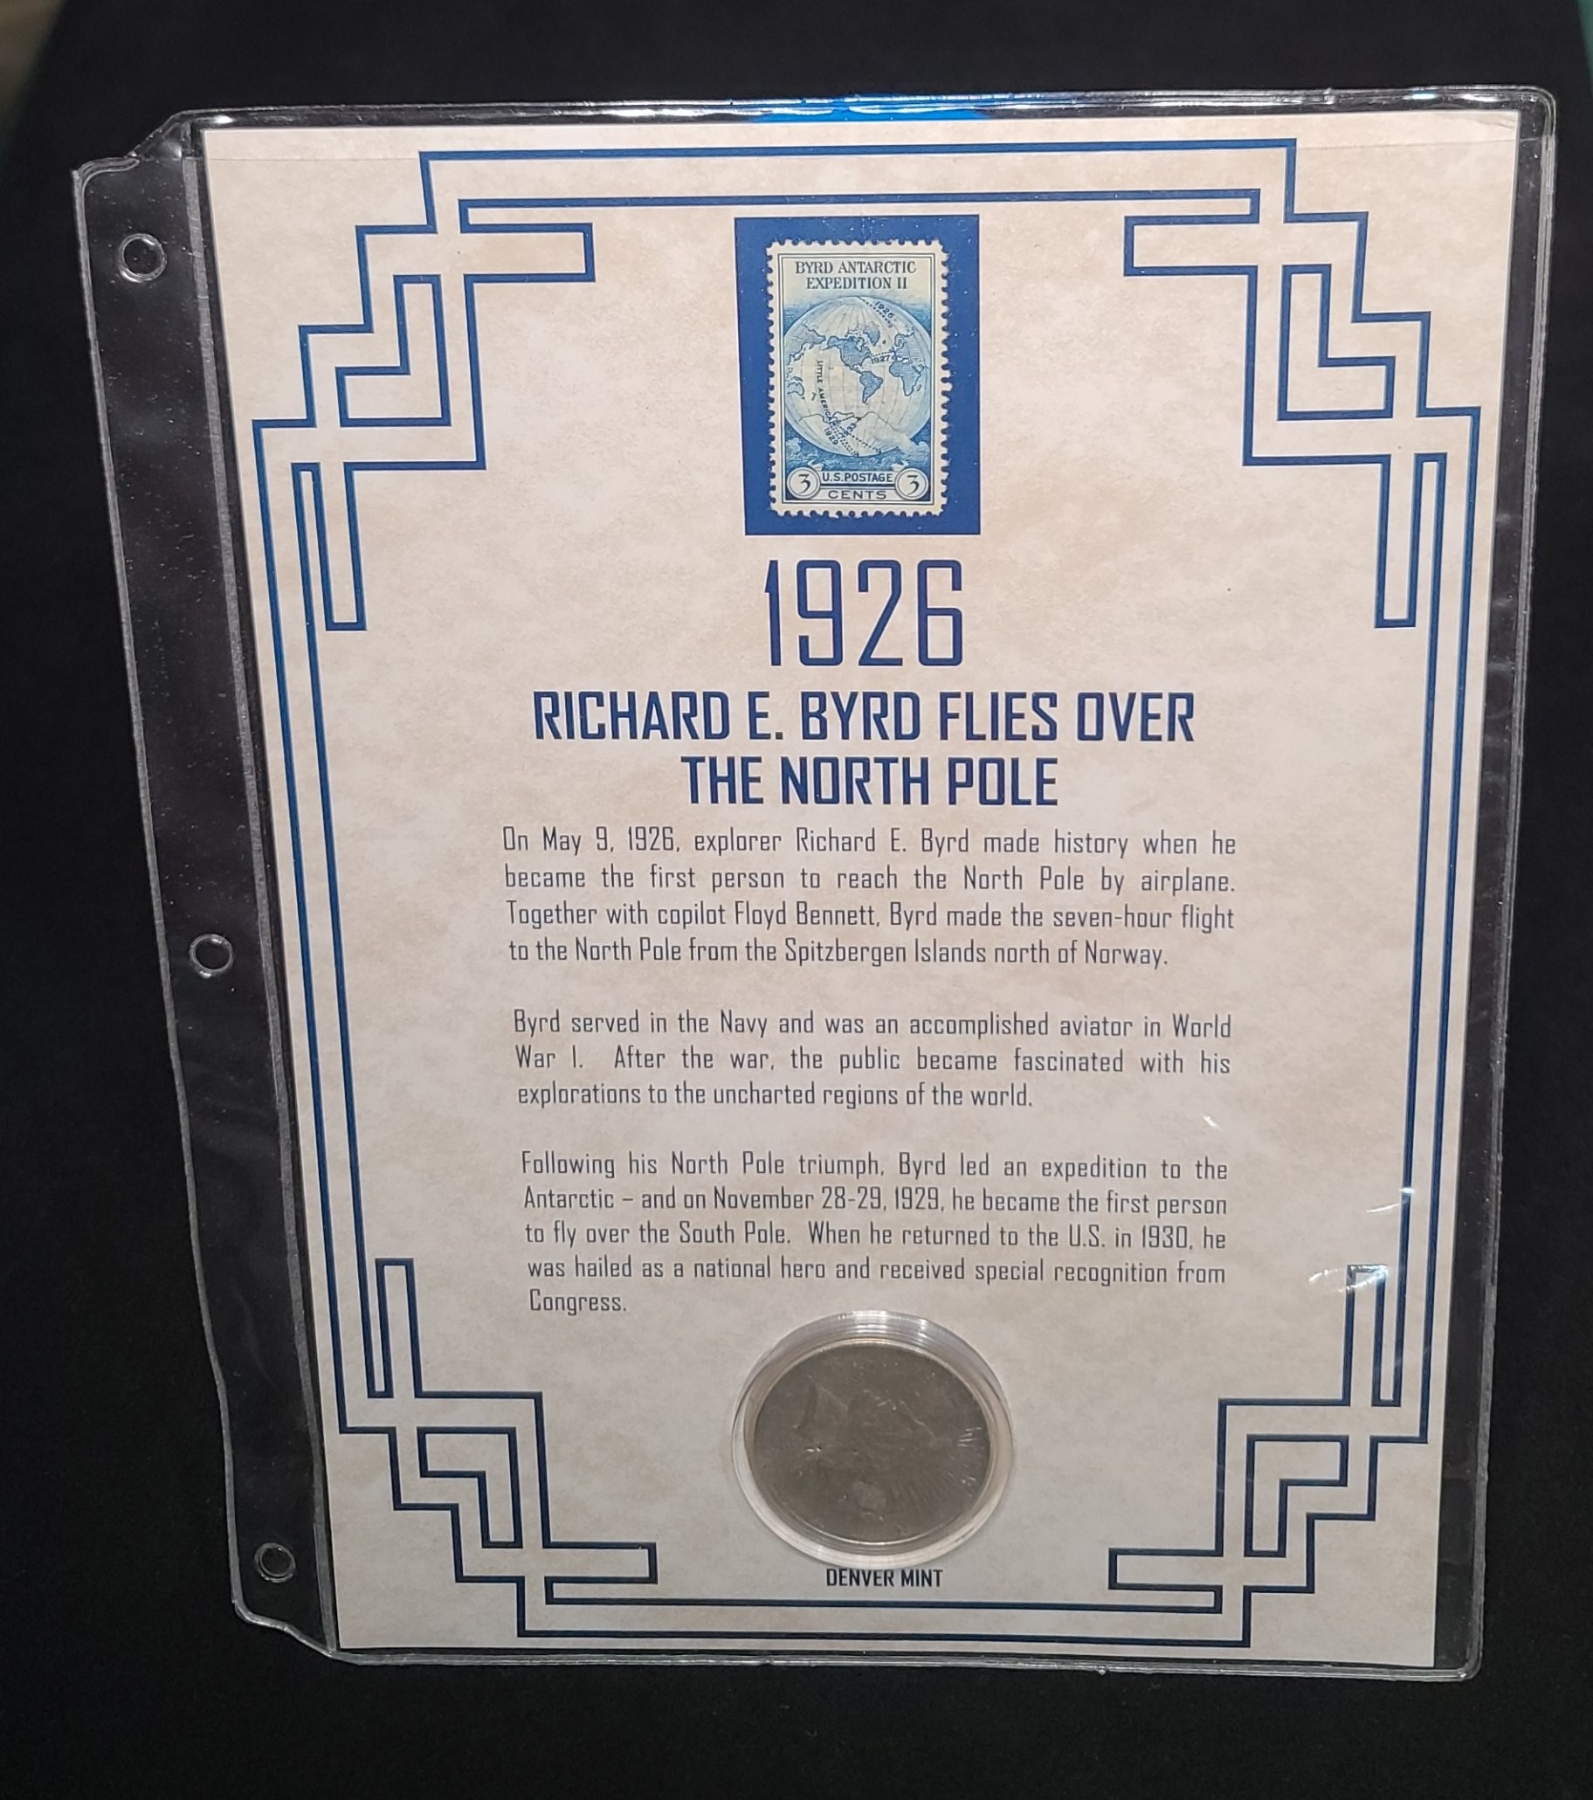 BYRD ANTARCTIC
EXPEDITION II
1926
1927
LITTLE AMERICA
1929
3 U.S. POSTAGE 3
CENTS
1926
RICHARD E. BYRD FLIES OVER
THE NORTH POLE
On May 9, 1926, explorer Richard E. Byrd made history when he
became the first person to reach the North Pole by airplane.
Together with copilot Floyd Bennett, Byrd made the seven-hour flight
to the North Pole from the Spitzbergen Islands north of Norway.
Byrd served in the Navy and was an accomplished aviator in World
War I. After the war, the public became fascinated with his
explorations to the uncharted regions of the world.
Following his North Pole triumph, Byrd led an expedition to the
Antarctic – and on November 28-29, 1929, he became the first person
to fly over the South Pole. When he returned to the U.S. in 1930, he
was hailed as a national hero and received special recognition from
Congress.
DENVER MINT